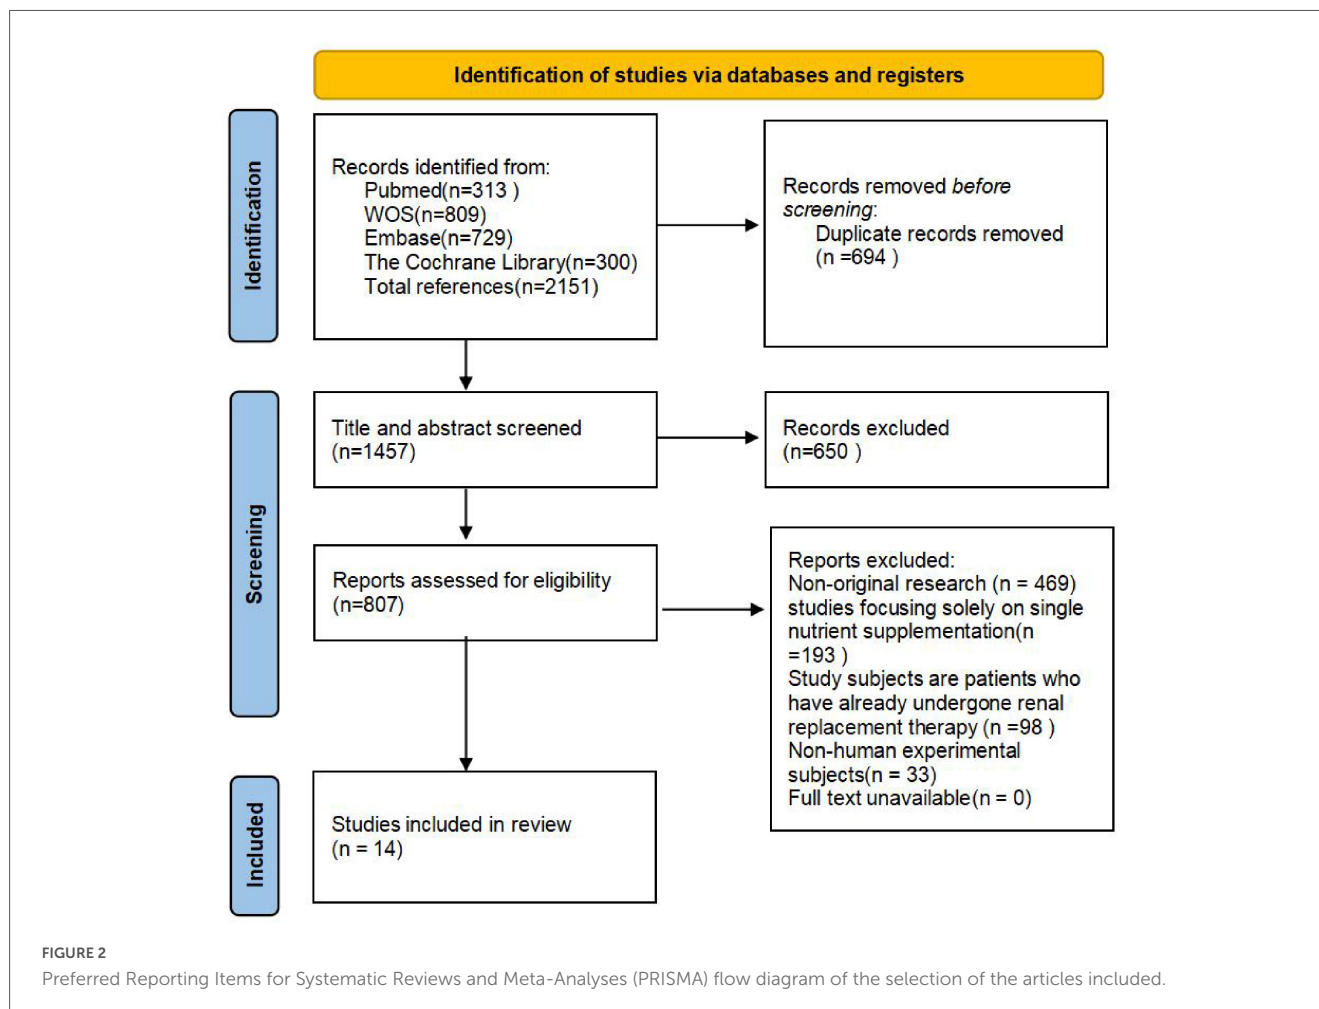 Identification of studies via databases and registers
Identification
Records identified from:
Pubmed(n=313 )
WOS(n=809)
Embase(n=729)
The Cochrane Library(n=300)
Total references(n=2151)
Records removed before
screening:
Duplicate records removed
(n =694 )
Screening
Title and abstract screened
(n=1457)
Records excluded
(n=650 )
Reports assessed for eligibility
(n=807)
Reports excluded:
Non-original research (n = 469)
studies focusing solely on single
nutrient supplementation(n
=193 )
Study subjects are patients who
have already undergone renal
replacement therapy (n =98 )
Non-human experimental
subjects(n = 33)
Full text unavailable(n = 0)
Included
Studies included in review
(n = 14)
FIGURE 2
Preferred Reporting Items for Systematic Reviews and Meta-Analyses (PRISMA) flow diagram of the selection of the articles included.